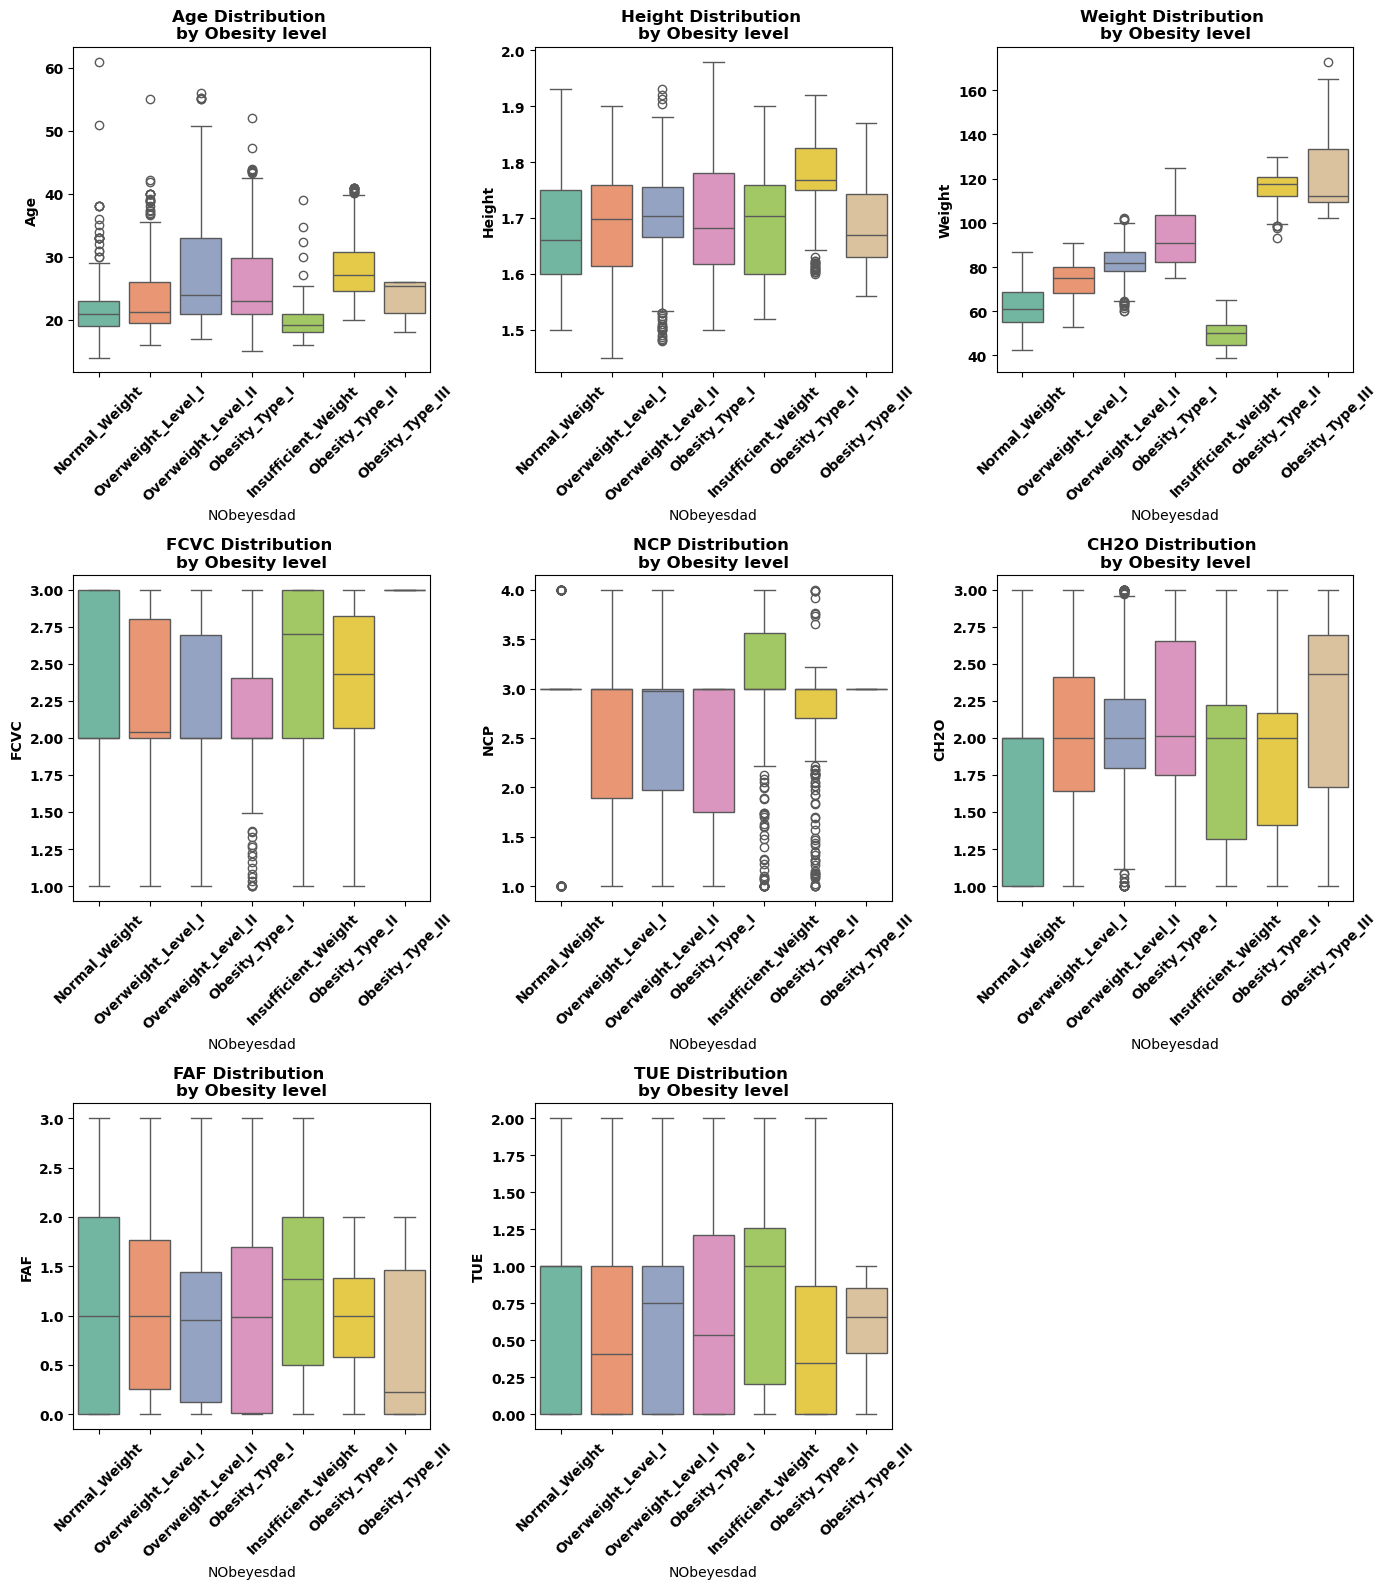 Age Distribution
by Obesity level
Age
60
50
40
30
20
Normal_Weight
Overweight_Level_I
Overweight_Level_II
Obesity_Type_I
Insufficient_Weight
Obesity_Type_II
Obesity_Type_III
NObeyesdad
Height Distribution
by Obesity level
Height
2.0
1.9
1.8
1.7
1.6
1.5
Normal_Weight
Overweight_Level_I
Overweight_Level_II
Obesity_Type_I
Insufficient_Weight
Obesity_Type_II
Obesity_Type_III
NObeyesdad
Weight Distribution
by Obesity level
Weight
160
140
120
100
80
60
40
Normal_Weight
Overweight_Level_I
Overweight_Level_II
Obesity_Type_I
Insufficient_Weight
Obesity_Type_II
Obesity_Type_III
NObeyesdad
FCVC Distribution
by Obesity level
FCVC
3.00
2.75
2.50
2.25
2.00
1.75
1.50
1.25
1.00
Normal_Weight
Overweight_Level_I
Overweight_Level_II
Obesity_Type_I
Insufficient_Weight
Obesity_Type_II
Obesity_Type_III
NObeyesdad
NCP Distribution
by Obesity level
NCP
4.0
3.5
3.0
2.5
2.0
1.5
1.0
Normal_Weight
Overweight_Level_I
Overweight_Level_II
Obesity_Type_I
Insufficient_Weight
Obesity_Type_II
Obesity_Type_III
NObeyesdad
CH2O Distribution
by Obesity level
CH2O
3.00
2.75
2.50
2.25
2.00
1.75
1.50
1.25
1.00
Normal_Weight
Overweight_Level_I
Overweight_Level_II
Obesity_Type_I
Insufficient_Weight
Obesity_Type_II
Obesity_Type_III
NObeyesdad
FAF Distribution
by Obesity level
FAF
3.0
2.5
2.0
1.5
1.0
0.5
0.0
Normal_Weight
Overweight_Level_I
Overweight_Level_II
Obesity_Type_I
Insufficient_Weight
Obesity_Type_II
Obesity_Type_III
NObeyesdad
TUE Distribution
by Obesity level
TUE
2.00
1.75
1.50
1.25
1.00
0.75
0.50
0.25
0.00
Normal_Weight
Overweight_Level_I
Overweight_Level_II
Obesity_Type_I
Insufficient_Weight
Obesity_Type_II
Obesity_Type_III
NObeyesdad